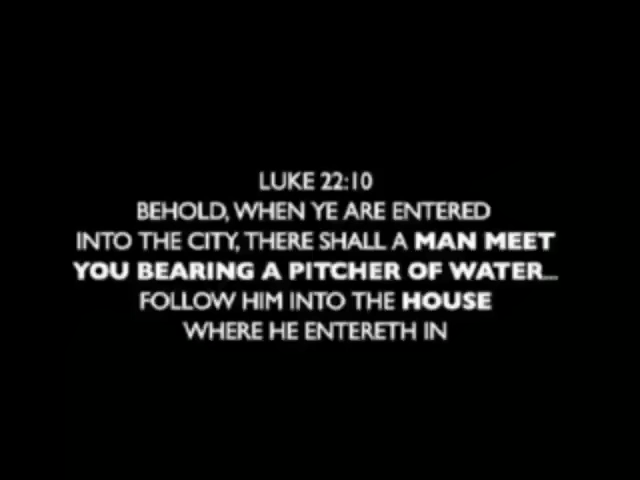 LUKE 22:10
BEHOLD, WHEN YE ARE ENTERED
INTO THE CITY, THERE SHALL A MAN MEET
YOU BEARING A PITCHER OF WATER...
FOLLOW HIM INTO THE HOUSE
WHERE HE ENTERETH IN